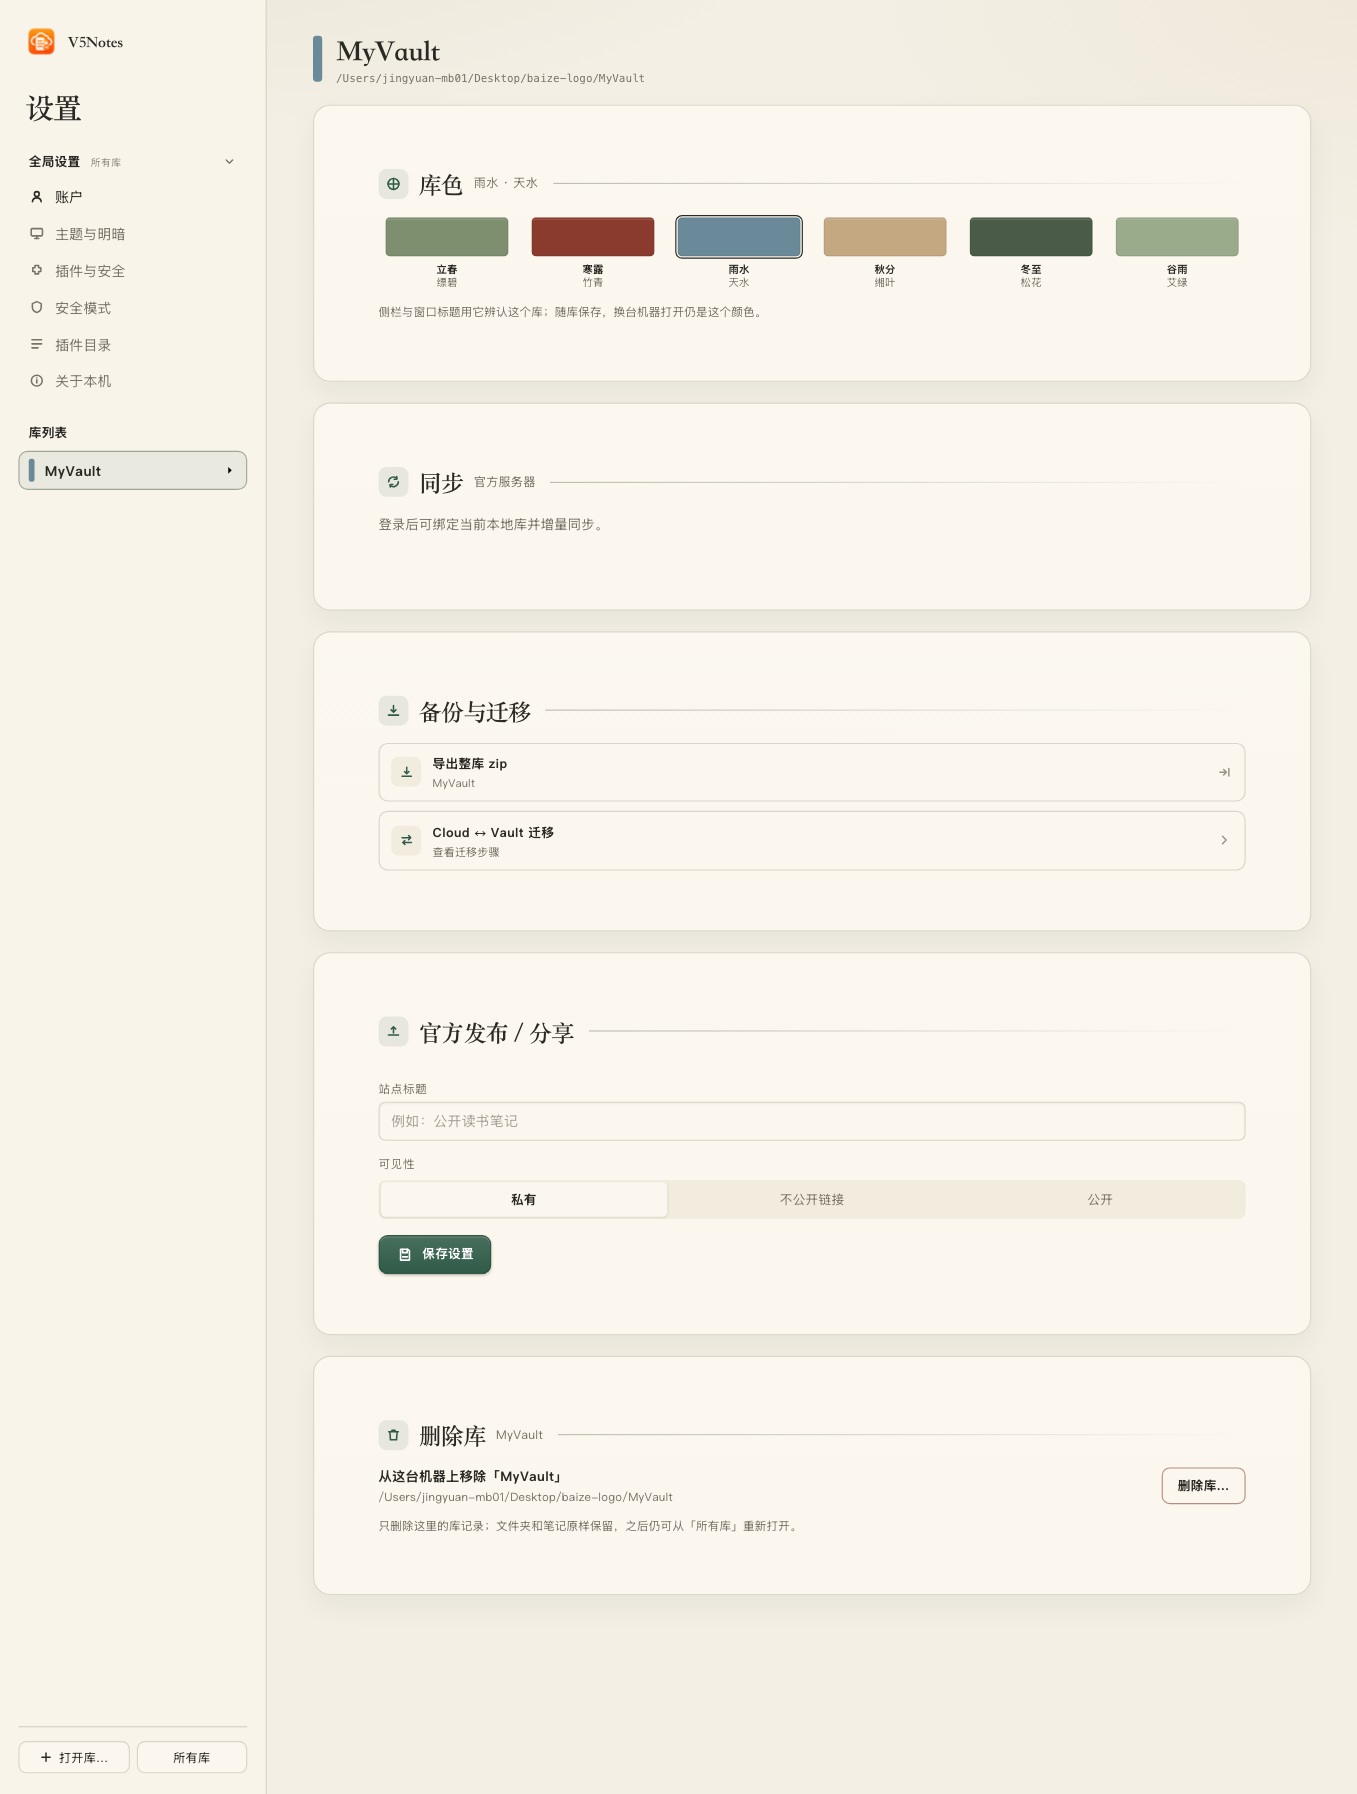 V5Notes
设置
全局设置 所有库
账户
主题与明暗
插件与安全
安全模式
插件目录
关于本机
库列表
MyVault
打开库...
所有库
MyVault
/Users/jingyuan-mb01/Desktop/baize-logo/MyVault
库色 雨水 · 天水
立春
缥碧
寒露
竹青
雨水
天水
秋分
缃叶
冬至
松花
谷雨
艾绿
侧栏与窗口标题用它辨认这个库；随库保存，换台机器打开仍是这个颜色。
同步 官方服务器
登录后可绑定当前本地库并增量同步。
备份与迁移
导出整库 zip
MyVault
Cloud ↔ Vault 迁移
查看迁移步骤
官方发布 / 分享
站点标题
例如：公开读书笔记
可见性
私有
不公开链接
公开
保存设置
删除库 MyVault
从这台机器上移除「MyVault」
/Users/jingyuan-mb01/Desktop/baize-logo/MyVault
删除库...
只删除这里的库记录；文件夹和笔记原样保留，之后仍可从「所有库」重新打开。